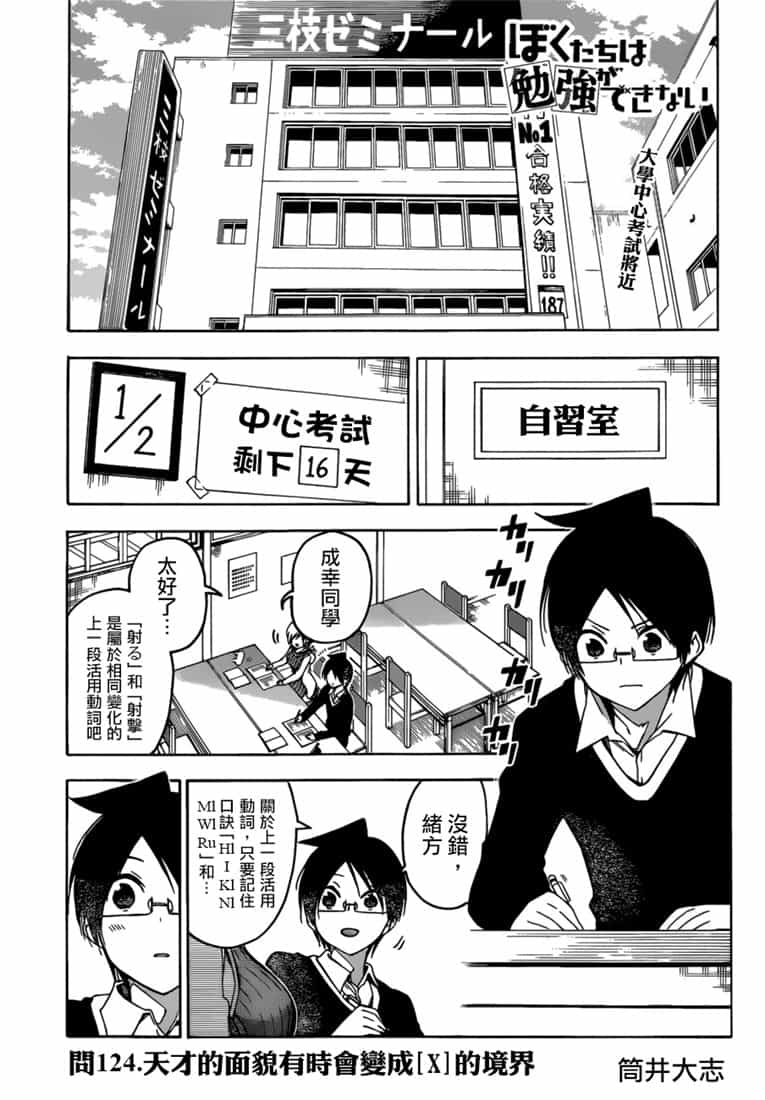 三枝ゼミナール
ぼくたちは
勉強ができない
三枝ゼミナール
No.1
合格実績!!
187
大學中心考試將近
自習室
1/2
中心考試
剩下16天
カリ
カリ
カリ
成幸同學
太好了…
「射る」和「射撃」
是屬於相同變化的
上一段活用動詞吧
沒錯，
緒方
關於上一段活用
動詞，只要記住
口訣「HI I KI NI
MI WI RU」和…
問124.天才的面貌有時會變成[X]的境界
筒井大志